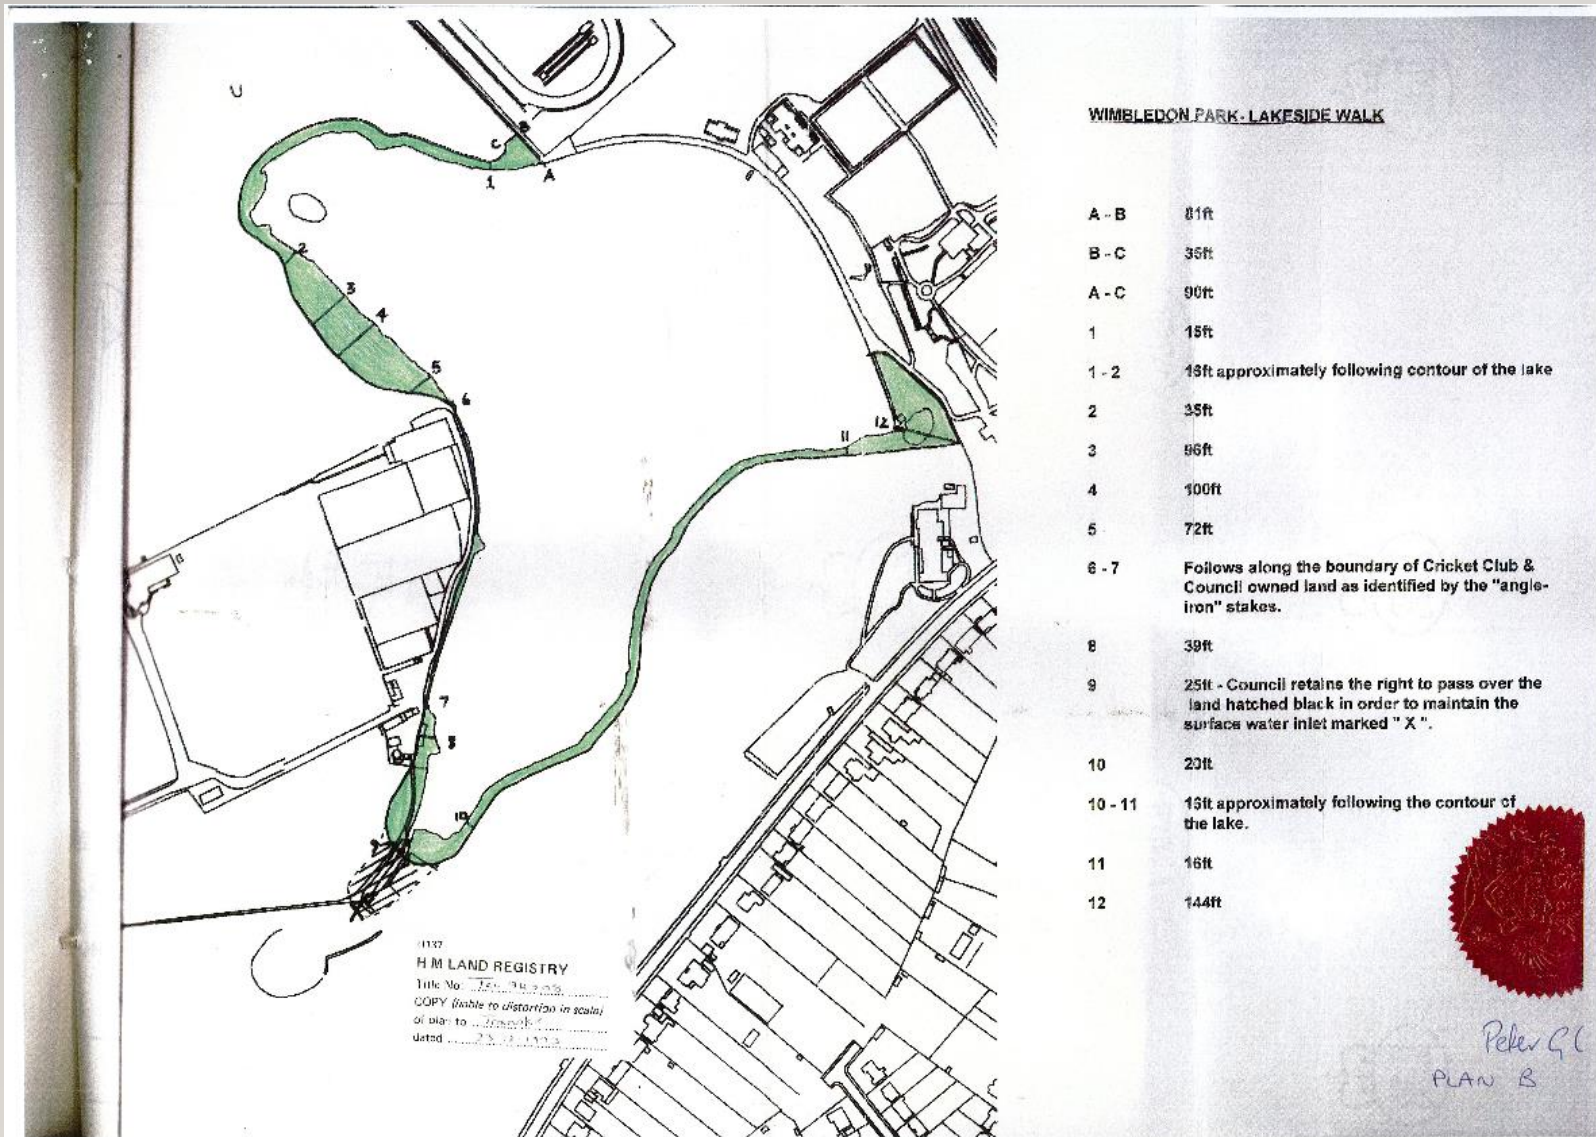 WIMBLEDON PARK - LAKESIDE WALK
A - B 81ft
B - C 35ft
A - C 90ft
1 15ft
1 - 2 16ft approximately following contour of the lake
2 35ft
3 96ft
4 100ft
5 72ft
6 - 7 Follows along the boundary of Cricket Club &
Council owned land as identified by the "angle-
iron" stakes.
8 39ft
9 25ft - Council retains the right to pass over the
land hatched black in order to maintain the
surface water inlet marked " X ".
10 20ft
10 - 11 16ft approximately following the contour of
the lake.
11 16ft
12 144ft
B
C
1
A
2
3
4
5
6
11
12
7
8
10
X
H137
H M LAND REGISTRY
Title No.
COPY (liable to distortion in scale)
of plan to
dated
Peter G
PLAN B